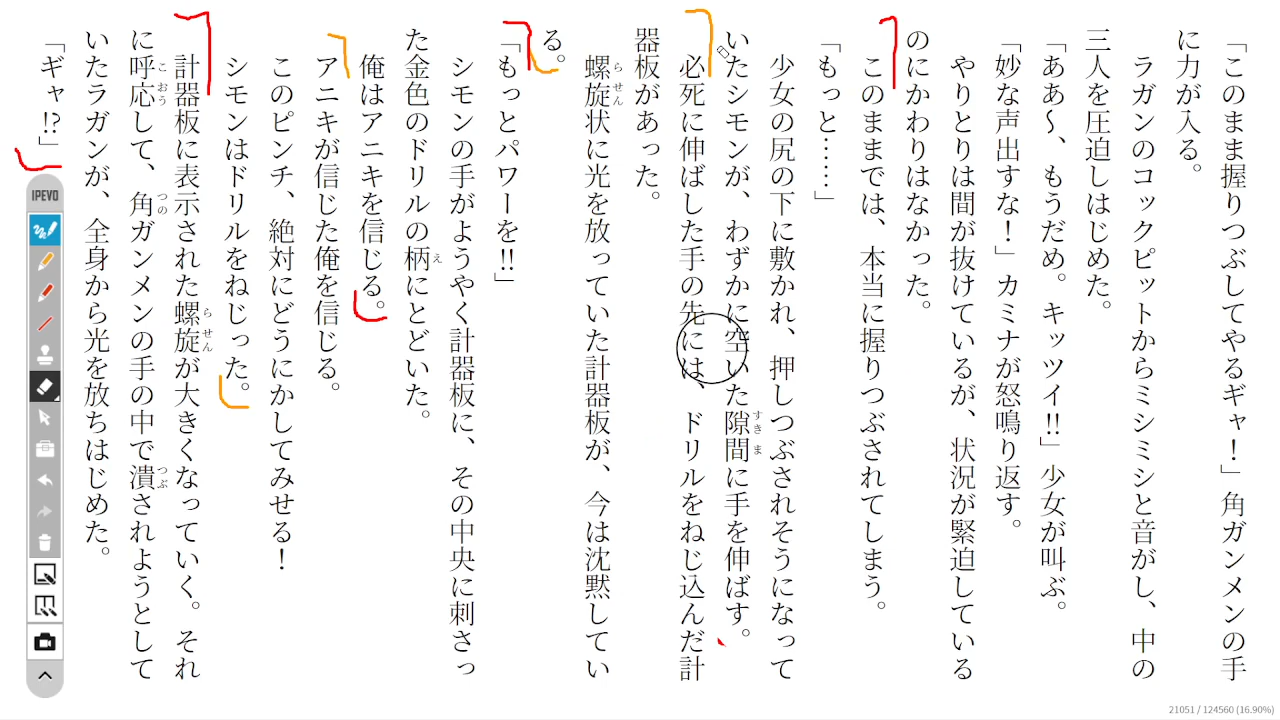 「このまま握りつぶしてやるギャ！」角ガンメンの手
に力が入る。
ラガンのコックピットからミシミシと音がし、中の
三人を圧迫しはじめた。
「ああ〜、もうだめ。キッツイ!!」少女が叫ぶ。
「妙な声出すな！」カミナが怒鳴り返す。
やりとりは間が抜けているが、状況が緊迫している
のにかわりはなかった。
このままでは、本当に握りつぶされてしまう。
「もっと……」
少女の尻の下に敷かれ、押しつぶされそうになって
いたシモンが、わずかに空いた隙間に手を伸ばす。
必死に伸ばした手の先には、ドリルをねじ込んだ計
器板があった。
螺旋状に光を放っていた計器板が、今は沈黙してい
る。
「もっとパワーを!!」
シモンの手がようやく計器板に、その中央に刺さっ
た金色のドリルの柄にとどいた。
俺はアニキを信じる。
アニキが信じた俺を信じる。
このピンチ、絶対にどうにかしてみせる！
シモンはドリルをねじった。
計器板に表示された螺旋が大きくなっていく。それ
に呼応して、角ガンメンの手の中で潰されようとして
いたラガンが、全身から光を放ちはじめた。
「ギャ!?」
IPEVO
21051 / 124560 (16.90%)